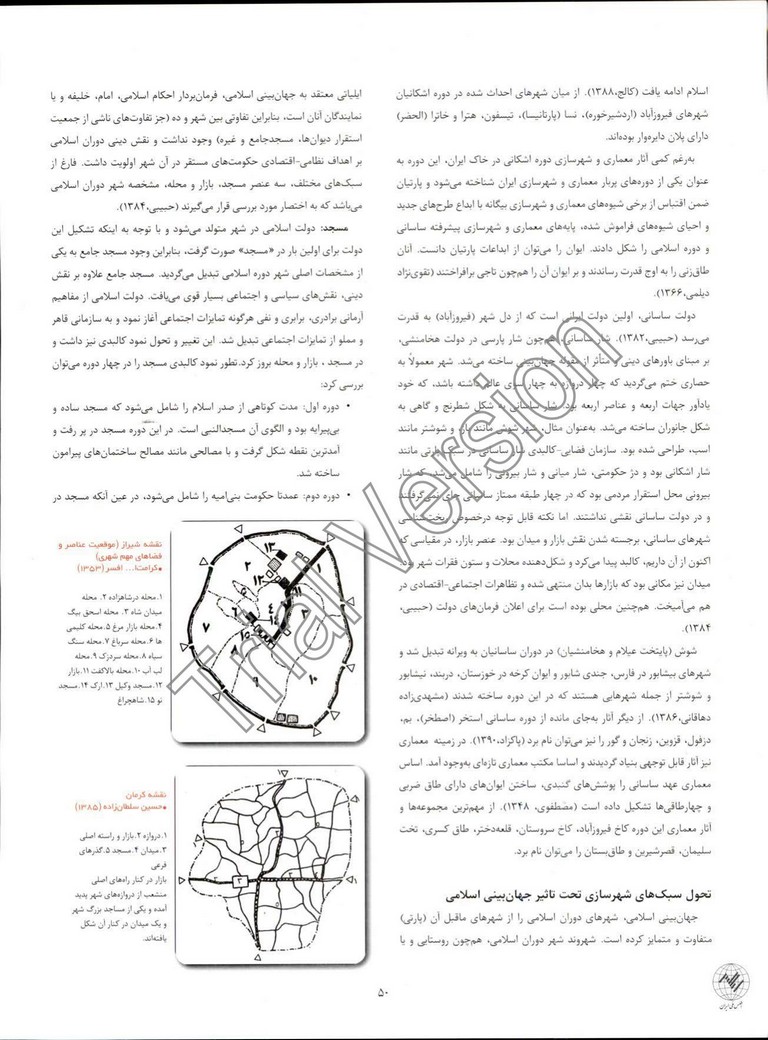 اسلام ادامه یافت (کالج،۱۳۸۸). از میان شهرهای احداث شده در دوره اشکانیان
شهرهای فیروزآباد (اردشیرخوره)، نسا (پارتانیسا)، تیسفون، هترا و خاترا (الحضر)
دارای پلان دایره‌وار بوده‌اند.
به‌رغم کمی آثار معماری و شهرسازی دوره اشکانی در خاک ایران، این دوره به
عنوان یکی از دوره‌های پربار معماری و شهرسازی ایران شناخته می‌شود و پارتیان
ضمن اقتباس از برخی شیوه‌های معماری و شهرسازی بیگانه با ابداع طرح‌های جدید
و احیای شیوه‌های فراموش شده، پایه‌های معماری و شهرسازی پیشرفته ساسانی
و دوره اسلامی را شکل دادند. ایوان را می‌توان از ابداعات پارتیان دانست. آنان
طاق‌زنی را به اوج قدرت رساندند و بر ایوان آن را هم‌چون تاجی برافراختند (تقوی‌نژاد
دیلمی،۱۳۶۶).
دولت ساسانی، اولین دولت ایرانی است که از دل شهر (فیروزآباد) به قدرت
می‌رسد (حبیبی،۱۳۸۲). شار ساسانی، هم‌چون شار پارسی در دولت هخامنشی،
بر مبنای باورهای دینی و متأثر از مقوله جهان‌بینی ساخته می‌شد. شهر معمولاً به
حصاری ختم می‌گردید که چهار دروازه به چهار سوی عالم داشته باشد، که خود
یادآور جهات اربعه و عناصر اربعه بود. شار ساسانی به شکل شطرنج و گاهی به
شکل جانوران ساخته می‌شد. به‌عنوان مثال، شهر شوش مانند باز و شوشتر مانند
اسب، طراحی شده بود. سازمان فضایی-کالبدی شار ساسانی در سبک پارتی مانند
شار اشکانی بود و دژ حکومتی، شار میانی و شار بیرونی را شامل می‌شد، که شار
بیرونی محل استقرار مردمی بود که در چهار طبقه ممتاز ساسانی جای نمی‌گرفتند
و در دولت ساسانی نقشی نداشتند. اما نکته قابل توجه درخصوص ریخت‌شناسی
شهرهای ساسانی، برجسته شدن نقش بازار و میدان بود. عنصر بازار، در مقیاسی که
اکنون از آن داریم، کالبد پیدا می‌کرد و شکل‌دهنده محلات و ستون فقرات شهر بود.
میدان نیز مکانی بود که بازارها بدان منتهی شده و تظاهرات اجتماعی-اقتصادی در
هم می‌آمیخت. هم‌چنین محلی بوده است برای اعلان فرمان‌های دولت (حبیبی،
۱۳۸۴).
شوش (پایتخت عیلام و هخامنشیان) در دوران ساسانیان به ویرانه تبدیل شد و
شهرهای بیشابور در فارس، جندی شابور و ایوان کرخه در خوزستان، دربند، نیشابور
و شوشتر از جمله شهرهایی هستند که در این دوره ساخته شدند (مشهدی‌زاده
دهاقانی،۱۳۸۶). از دیگر آثار به‌جای مانده از دوره ساسانی استخر (اصطخر)، بم،
دزفول، قزوین، زنجان و گور را نیز می‌توان نام برد (پاکزاد،۱۳۹۰). در زمینه معماری
نیز آثار قابل توجهی بنیاد گردیدند و اساسا مکتب معماری تازه‌ای به‌وجود آمد. اساس
معماری عهد ساسانی را پوشش‌های گنبدی، ساختن ایوان‌های دارای طاق ضربی
و چهارطاقی‌ها تشکیل داده است (مصطفوی، ۱۳۴۸). از مهم‌ترین مجموعه‌ها و
آثار معماری این دوره کاخ فیروزآباد، کاخ سروستان، قلعه‌دختر، طاق کسری، تخت
سلیمان، قصرشیرین و طاق‌بستان را می‌توان نام برد.
تحول سبک‌های شهرسازی تحت تاثیر جهان‌بینی اسلامی
جهان‌بینی اسلامی، شهرهای دوران اسلامی را از شهرهای ماقبل آن (پارتی)
متفاوت و متمایز کرده است. شهروند شهر دوران اسلامی، هم‌چون روستایی و یا
ایلیاتی معتقد به جهان‌بینی اسلامی، فرمان‌بردار احکام اسلامی، امام، خلیفه و یا
نمایندگان آنان است، بنابراین تفاوتی بین شهر و ده (جز تفاوت‌های ناشی از جمعیت
استقرار دیوان‌ها، مسجدجامع و غیره) وجود نداشت و نقش دینی دوران اسلامی
بر اهداف نظامی-اقتصادی حکومت‌های مستقر در آن شهر اولویت داشت. فارغ از
سبک‌های مختلف، سه عنصر مسجد، بازار و محله، مشخصه شهر دوران اسلامی
می‌باشد که به اختصار مورد بررسی قرار می‌گیرند (حبیبی،۱۳۸۴).
مسجد: دولت اسلامی در شهر متولد می‌شود و با توجه به اینکه تشکیل این
دولت برای اولین بار در «مسجد» صورت گرفت، بنابراین وجود مسجد جامع به یکی
از مشخصات اصلی شهر دوره اسلامی تبدیل می‌گردید. مسجد جامع علاوه بر نقش
دینی، نقش‌های سیاسی و اجتماعی بسیار قوی می‌یافت. دولت اسلامی از مفاهیم
آرمانی برادری، برابری و نفی هرگونه تمایزات اجتماعی آغاز نمود و به سازمانی قاهر
و مملو از تمایزات اجتماعی تبدیل شد. این تغییر و تحول نمود کالبدی نیز داشت و
در مسجد ، بازار و محله بروز کرد.تطور نمود کالبدی مسجد را در چهار دوره می‌توان
بررسی کرد:
• دوره اول: مدت کوتاهی از صدر اسلام را شامل می‌شود که مسجد ساده و
بی‌پیرایه بود و الگوی آن مسجدالنبی است. در این دوره مسجد در پر رفت و
آمدترین نقطه شکل گرفت و با مصالحی مانند مصالح ساختمان‌های پیرامون
ساخته شد.
• دوره دوم: عمدتا حکومت بنی‌امیه را شامل می‌شود، در عین آنکه مسجد در
نقشه شیراز (موقعیت عناصر و
فضاهای مهم شهری)
•کرامت‌ا... افسر (۱۳۵۳)
۱.محله درشاهزاده ۲. محله
میدان شاه ۳. محله اسحق بیگ
۴.محله بازار مرغ ۵.محله کلیمی
ها ۶.محله سرباغ ۷.محله سنگ
سیاه ۸.محله سردزک ۹.محله
لب آب ۱۰.محله بالاکفت ۱۱.بازار
۱۲.مسجد وکیل ۱۳.ارک ۱۴.مسجد
نو ۱۵.شاهچراغ
نقشه کرمان
•حسین سلطان‌زاده (۱۳۸۵)
۱.دروازه ۲.بازار و راسته اصلی
۳.میدان ۴.مسجد ۵.گذرهای
فرعی
بازار در کنار راه‌های اصلی
منشعب از دروازه‌های شهر پدید
آمده و یکی از مساجد بزرگ شهر
و یک میدان در کنار آن شکل
یافته‌اند.
Trial Version
۵۰